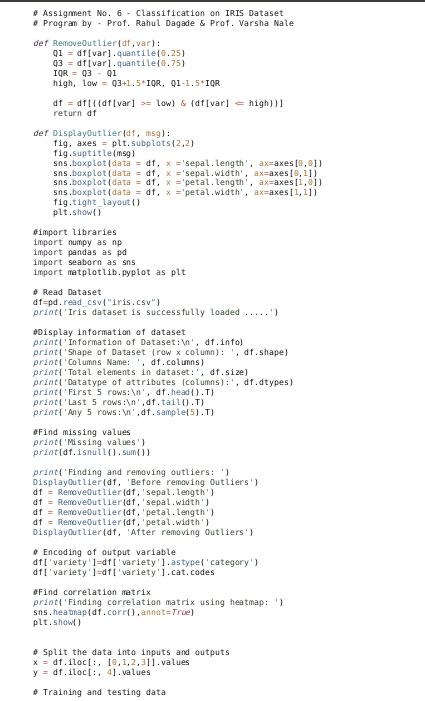 # Assignment No. 6 - Classification on IRIS Dataset
# Program by - Prof. Rahul Dagade & Prof. Varsha Nale

def RemoveOutlier(df,var):
    Q1 = df[var].quantile(0.25)
    Q3 = df[var].quantile(0.75)
    IQR = Q3 - Q1
    high, low = Q3+1.5*IQR, Q1-1.5*IQR

    df = df[((df[var] >= low) & (df[var] <= high))]
    return df

def DisplayOutlier(df, msg):
    fig, axes = plt.subplots(2,2)
    fig.suptitle(msg)
    sns.boxplot(data = df, x ='sepal.length', ax=axes[0,0])
    sns.boxplot(data = df, x ='sepal.width', ax=axes[0,1])
    sns.boxplot(data = df, x ='petal.length', ax=axes[1,0])
    sns.boxplot(data = df, x ='petal.width', ax=axes[1,1])
    fig.tight_layout()
    plt.show()

#import libraries
import numpy as np
import pandas as pd
import seaborn as sns
import matplotlib.pyplot as plt

# Read Dataset
df=pd.read_csv("iris.csv")
print('Iris dataset is successfully loaded .....')

#Display information of dataset
print('Information of Dataset:\n', df.info)
print('Shape of Dataset (row x column): ', df.shape)
print('Columns Name: ', df.columns)
print('Total elements in dataset:', df.size)
print('Datatype of attributes (columns):', df.dtypes)
print('First 5 rows:\n', df.head().T)
print('Last 5 rows:\n',df.tail().T)
print('Any 5 rows:\n',df.sample(5).T)

#Find missing values
print('Missing values')
print(df.isnull().sum())

print('Finding and removing outliers: ')
DisplayOutlier(df, 'Before removing Outliers')
df = RemoveOutlier(df,'sepal.length')
df = RemoveOutlier(df,'sepal.width')
df = RemoveOutlier(df,'petal.length')
df = RemoveOutlier(df,'petal.width')
DisplayOutlier(df, 'After removing Outliers')

# Encoding of output variable
df['variety']=df['variety'].astype('category')
df['variety']=df['variety'].cat.codes

#Find correlation matrix
print('Finding correlation matrix using heatmap: ')
sns.heatmap(df.corr(),annot=True)
plt.show()

# Split the data into inputs and outputs
x = df.iloc[:, [0,1,2,3]].values
y = df.iloc[:, 4].values

# Training and testing data